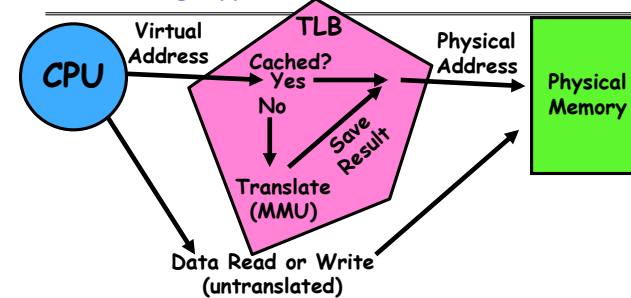 TLB
Virtual
Address
CPU
Cached?
Yes
No
Save
Result
Translate
(MMU)
Physical
Address
Physical
Memory
Data Read or Write
(untranslated)